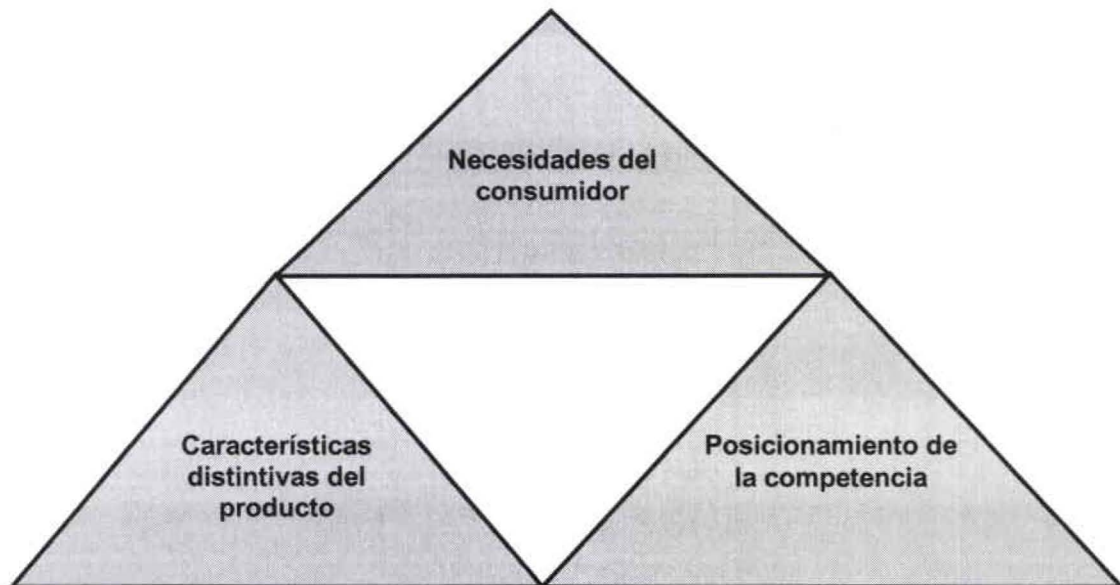 Necesidades del
consumidor
Características
distintivas del
producto
Posicionamiento de
la competencia